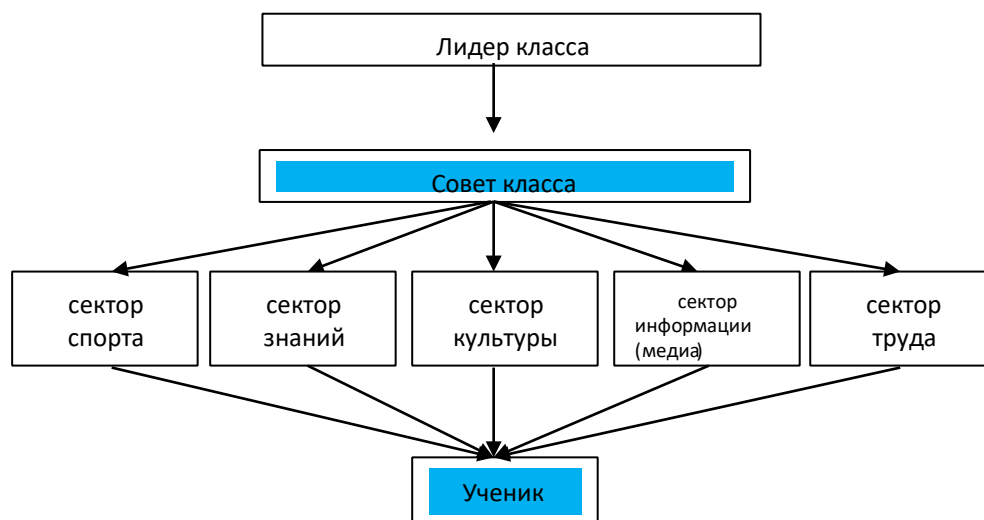 Лидер класса
Совет класса
сектор
спорта
сектор
знаний
сектор
культуры
сектор
информации
(медиа)
сектор
труда
Ученик